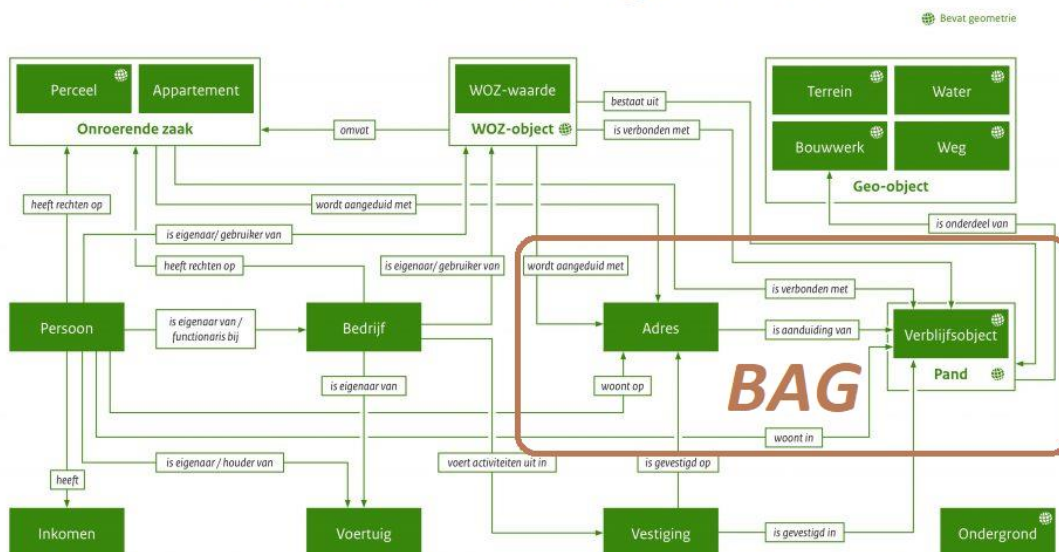 Bevat geometrie
Perceel
Appartement
Onroerende zaak
omvat
WOZ-waarde
WOZ-object
bestaat uit
is verbonden met
Terrein
Water
Bouwwerk
Weg
Geo-object
heeft rechten op
wordt aangeduid met
is eigenaar/ gebruiker van
heeft rechten op
is eigenaar/ gebruiker van
wordt aangeduid met
is onderdeel van
is verbonden met
Persoon
is eigenaar van /
functionaris bij
Bedrijf
Adres
is aanduiding van
Verblijfsobject
Pand
is eigenaar van
woont op
BAG
woont in
is eigenaar / houder van
voert activiteiten uit in
is gevestigd op
heeft
Inkomen
Voertuig
Vestiging
is gevestigd in
Ondergrond